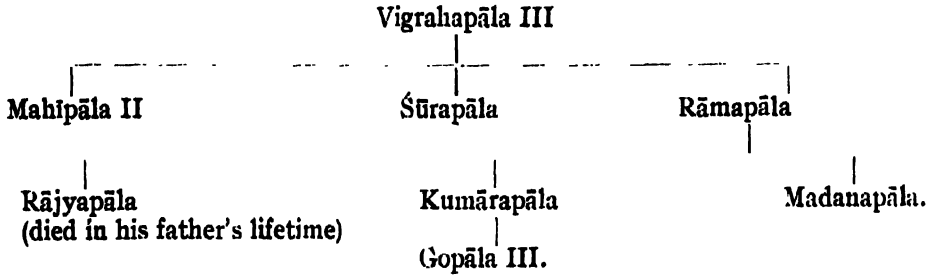 Vigrahapāla III
Mahīpāla II Śūrapāla Rāmapāla
Rājyapāla Kumārapāla Madanapāla.
(died in his father's lifetime)
Gopāla III.